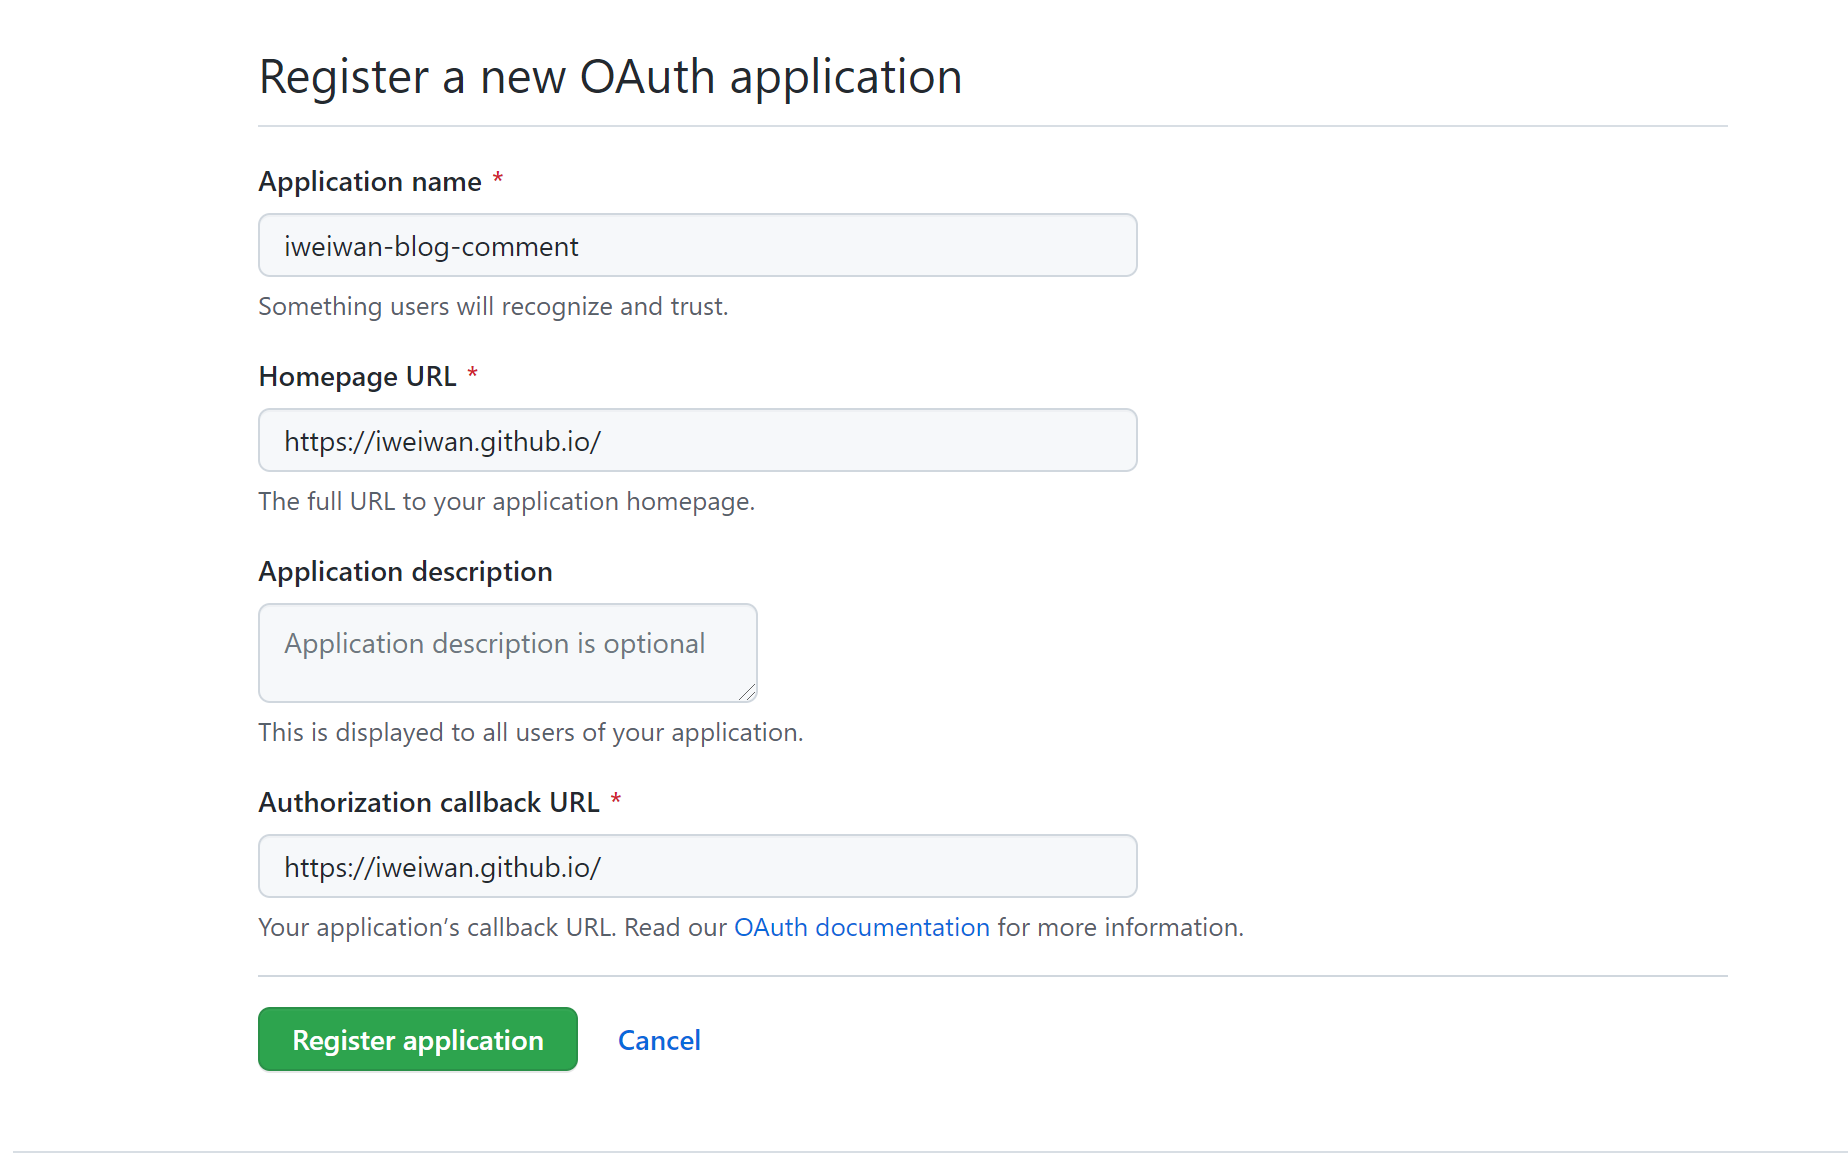 Register a new OAuth application
Application name *
iweiwan-blog-comment
Something users will recognize and trust.
Homepage URL *
https://iweiwan.github.io/
The full URL to your application homepage.
Application description
Application description is optional
This is displayed to all users of your application.
Authorization callback URL *
https://iweiwan.github.io/
Your application’s callback URL. Read our OAuth documentation for more information.
Register application Cancel